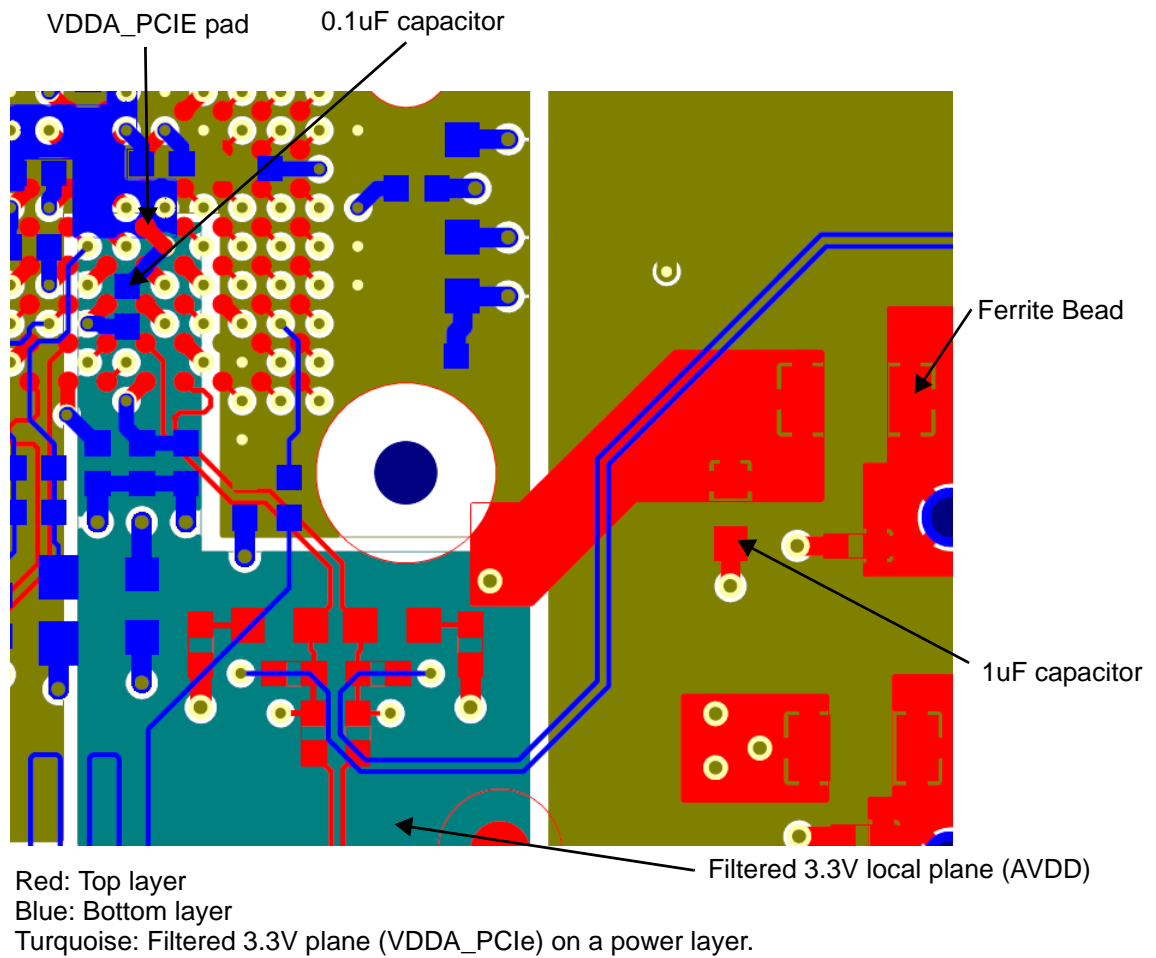 VDDA_PCIE pad
0.1uF capacitor
Ferrite Bead
1uF capacitor
Filtered 3.3V local plane (AVDD)
Red: Top layer
Blue: Bottom layer
Turquoise: Filtered 3.3V plane (VDDA_PCIe) on a power layer.